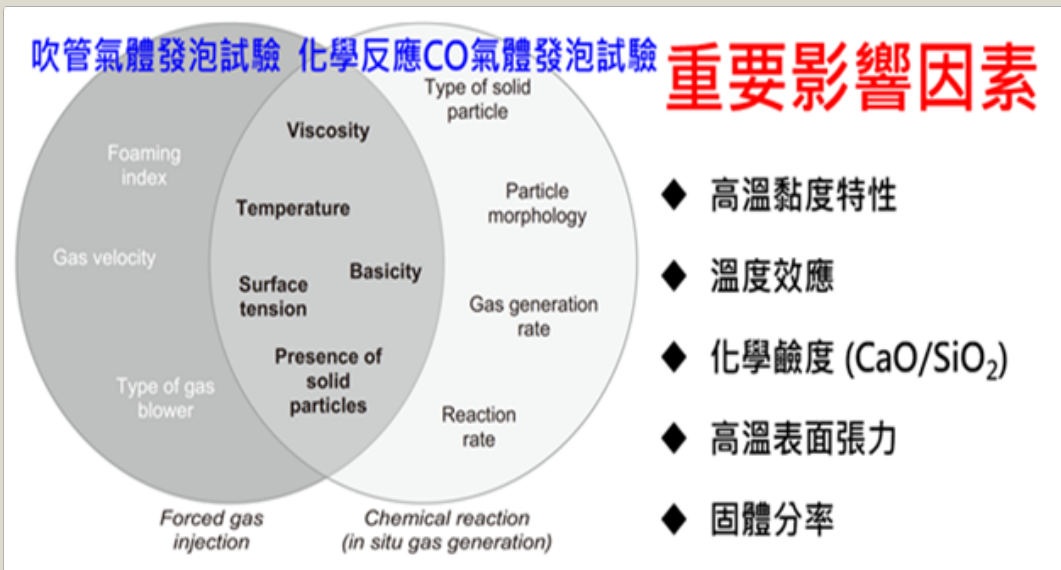 吹管氣體發泡試驗 化學反應CO氣體發泡試驗
重要影響因素
Foaming
index
Gas velocity
Type of gas
blower
Viscosity
Temperature
Surface
tension
Basicity
Presence of
solid
particles
Type of solid
particle
Particle
morphology
Gas generation
rate
Reaction
rate
Forced gas
injection
Chemical reaction
(in situ gas generation)
◆ 高溫黏度特性
◆ 溫度效應
◆ 化學鹼度 (CaO/SiO₂)
◆ 高溫表面張力
◆ 固體分率